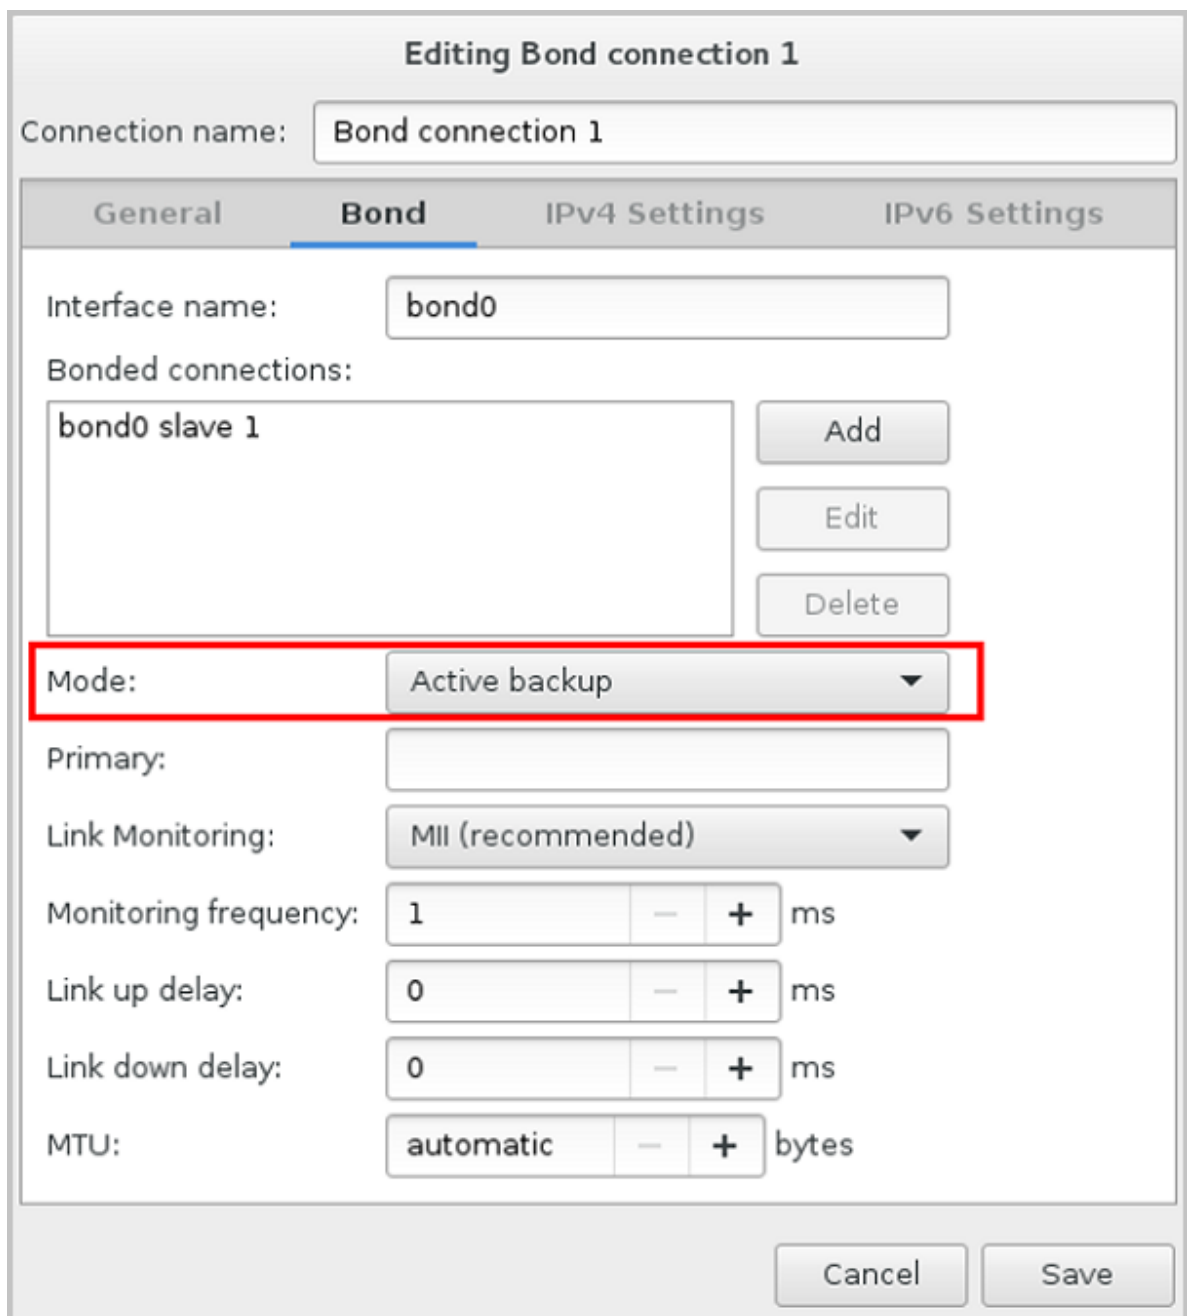 Editing Bond connection 1
Connection name: Bond connection 1
General Bond IPv4 Settings IPv6 Settings
Interface name: bond0
Bonded connections:
bond0 slave 1
Add
Edit
Delete
Mode: Active backup
Primary:
Link Monitoring: MII (recommended)
Monitoring frequency: 1 − + ms
Link up delay: 0 − + ms
Link down delay: 0 − + ms
MTU: automatic − + bytes
Cancel Save